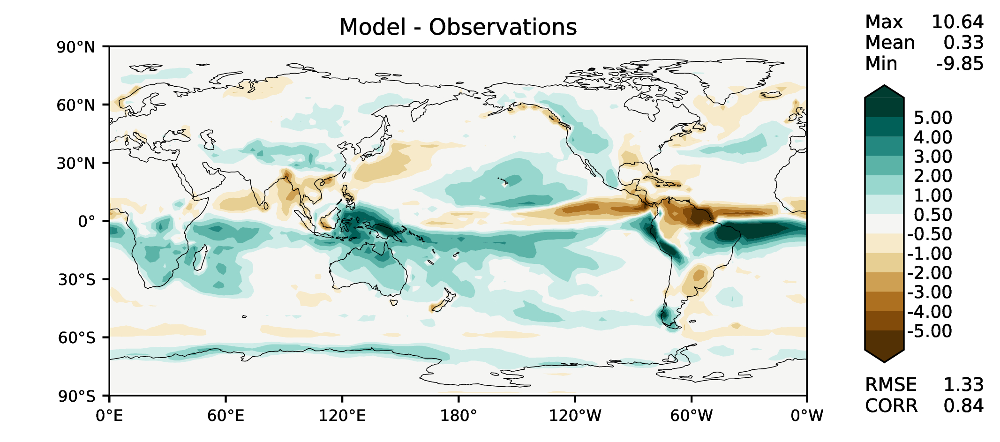 Model - Observations
Max 10.64
Mean 0.33
Min -9.85
90°N
60°N
30°N
0°
30°S
60°S
90°S
0°E 60°E 120°E 180° 120°W 60°W 0°W
5.00
4.00
3.00
2.00
1.00
0.50
-0.50
-1.00
-2.00
-3.00
-4.00
-5.00
RMSE 1.33
CORR 0.84